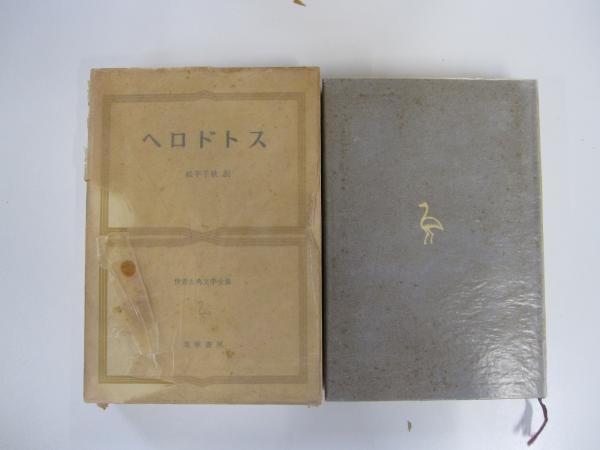 ヘロドトス
松平千秋 訳
世界古典文学全集
筑摩書房